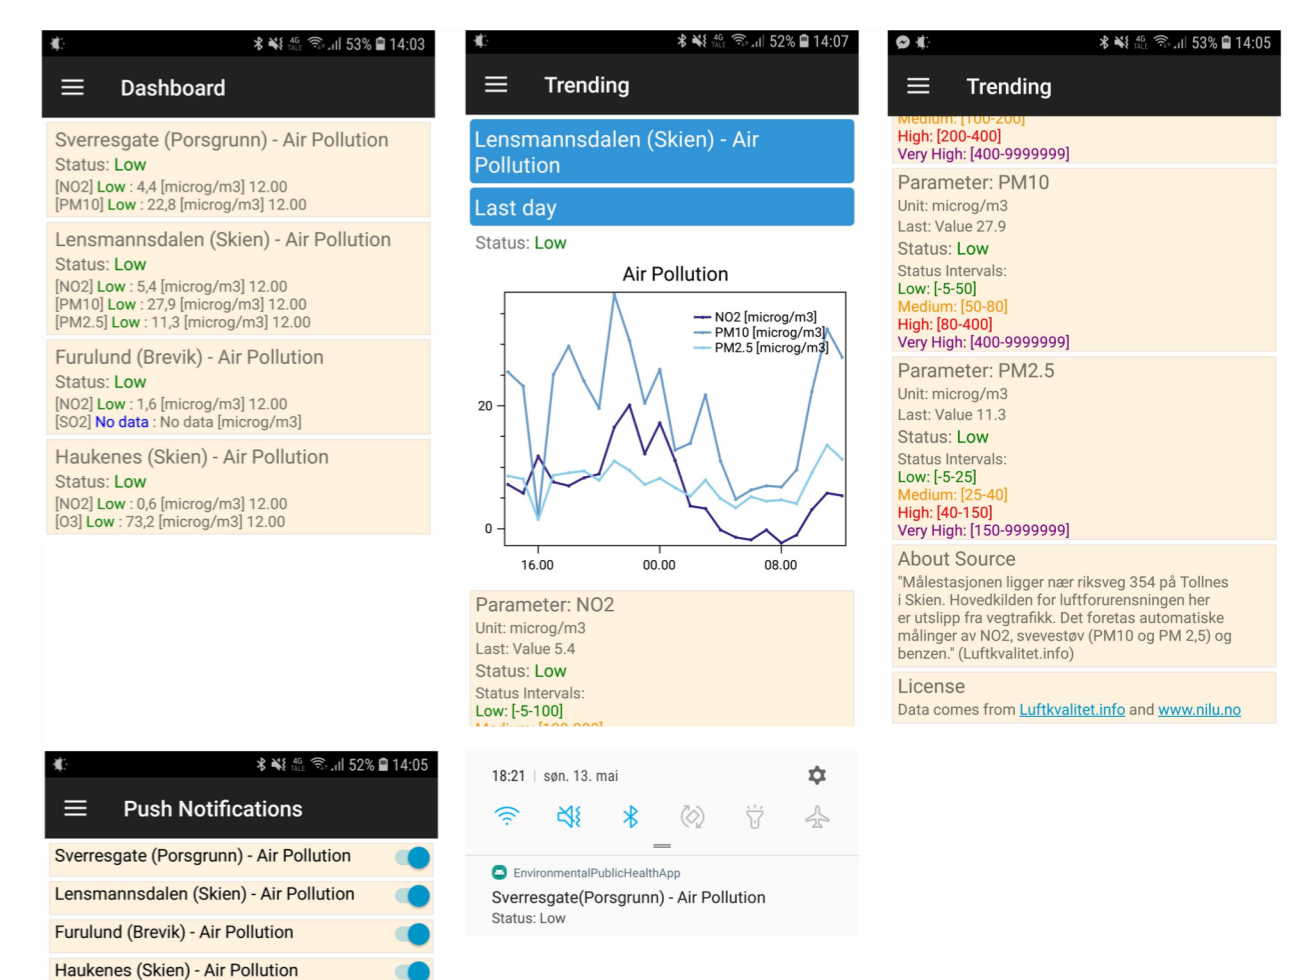 53% 14:03
Dashboard
Sverresgate (Porsgrunn) - Air Pollution
Status: Low
[NO2] Low : 4,4 [microg/m3] 12.00
[PM10] Low : 22,8 [microg/m3] 12.00
Lensmannsdalen (Skien) - Air Pollution
Status: Low
[NO2] Low : 5,4 [microg/m3] 12.00
[PM10] Low : 27,9 [microg/m3] 12.00
[PM2.5] Low : 11,3 [microg/m3] 12.00
Furulund (Brevik) - Air Pollution
Status: Low
[NO2] Low : 1,6 [microg/m3] 12.00
[SO2] No data : No data [microg/m3]
Haukenes (Skien) - Air Pollution
Status: Low
[NO2] Low : 0,6 [microg/m3] 12.00
[O3] Low : 73,2 [microg/m3] 12.00
4G
TALE
52% 14:07
Trending
Lensmannsdalen (Skien) - Air
Pollution
Last day
Status: Low
Air Pollution
NO2 [microg/m3]
PM10 [microg/m3]
PM2.5 [microg/m3]
20
0
16.00 00.00 08.00
Parameter: NO2
Unit: microg/m3
Last: Value 5.4
Status: Low
Status Intervals:
Low: [-5-100]
Medium: [100-200]
4G
TALE
53% 14:05
Trending
Medium: [100-200]
High: [200-400]
Very High: [400-9999999]
Parameter: PM10
Unit: microg/m3
Last: Value 27.9
Status: Low
Status Intervals:
Low: [-5-50]
Medium: [50-80]
High: [80-400]
Very High: [400-9999999]
Parameter: PM2.5
Unit: microg/m3
Last: Value 11.3
Status: Low
Status Intervals:
Low: [-5-25]
Medium: [25-40]
High: [40-150]
Very High: [150-9999999]
About Source
"Målestasjonen ligger nær riksveg 354 på Tollnes
i Skien. Hovedkilden for luftforurensningen her
er utslipp fra vegtrafikk. Det foretas automatiske
målinger av NO2, svevestøv (PM10 og PM 2,5) og
benzen." (Luftkvalitet.info)
License
Data comes from Luftkvalitet.info and www.nilu.no
4G
TALE
52% 14:05
Push Notifications
Sverresgate (Porsgrunn) - Air Pollution
Lensmannsdalen (Skien) - Air Pollution
Furulund (Brevik) - Air Pollution
Haukenes (Skien) - Air Pollution
18:21 søn. 13. mai
EnvironmentalPublicHealthApp
Sverresgate(Porsgrunn) - Air Pollution
Status: Low